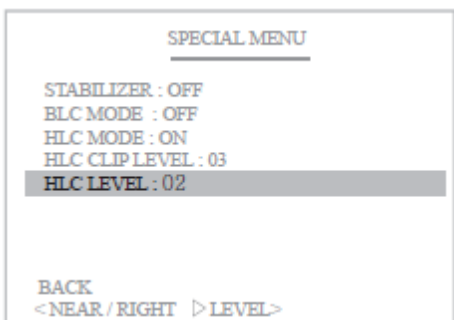 SPECIAL MENU
STABILIZER : OFF
BLC MODE : OFF
HLC MODE : ON
HLC CLIP LEVEL : 03
HLC LEVEL : 02
BACK
<NEAR / RIGHT ▷LEVEL>